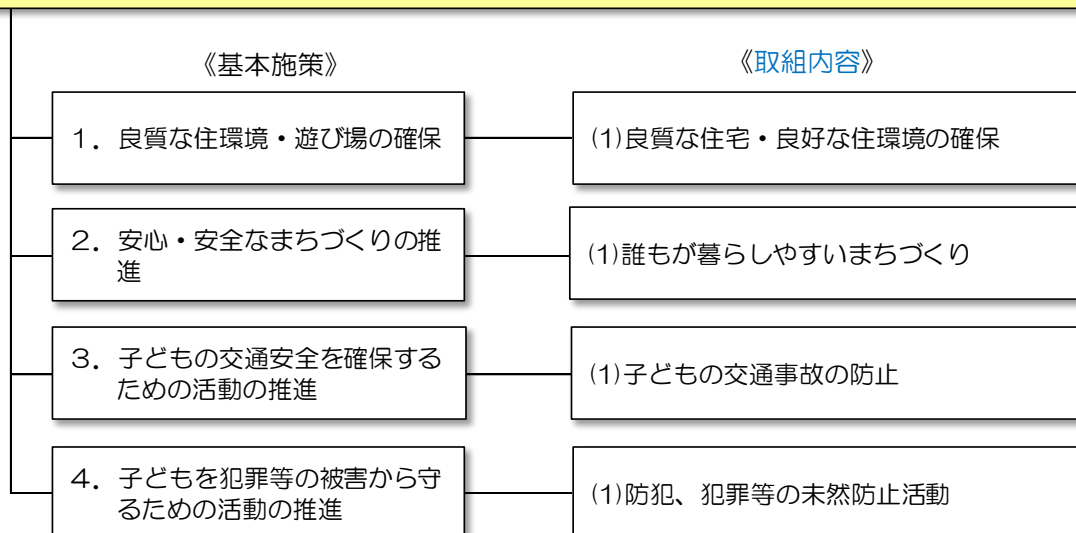 《基本施策》 《取組内容》
1．良質な住環境・遊び場の確保 (1)良質な住宅・良好な住環境の確保
2．安心・安全なまちづくりの推
進
(1)誰もが暮らしやすいまちづくり
3．子どもの交通安全を確保する
ための活動の推進
(1)子どもの交通事故の防止
4．子どもを犯罪等の被害から守
るための活動の推進
(1)防犯、犯罪等の未然防止活動